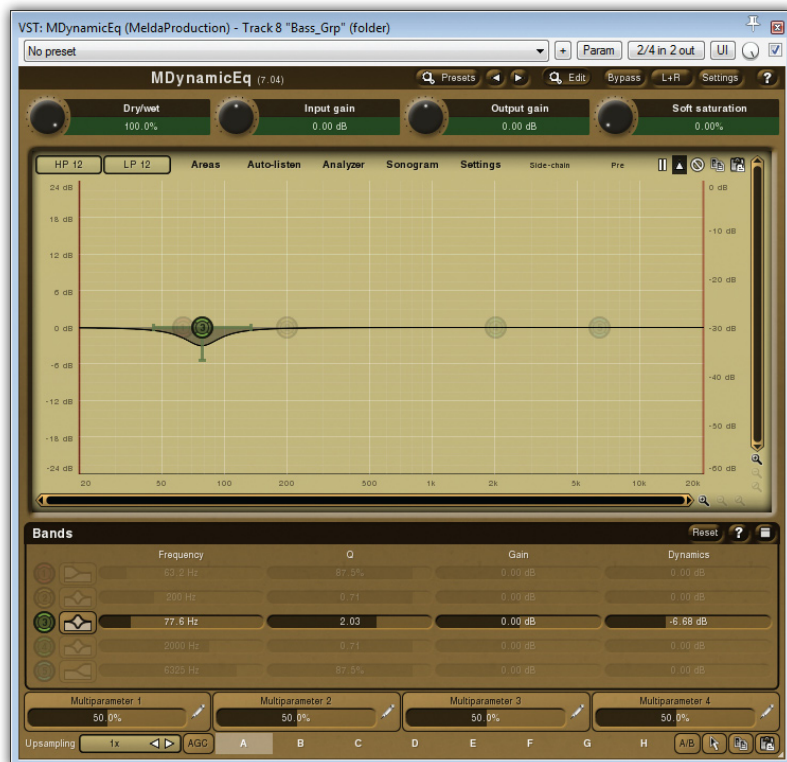 VST: MDynamicEq (MeldaProduction) - Track 8 "Bass_Grp" (folder)
No preset + Param 2/4 in 2 out UI
MDynamicEq (7.04) Presets Edit Bypass L+R Settings ?
Dry/wet Input gain Output gain Soft saturation
100.0% 0.00 dB 0.00 dB 0.00%
HP 12 LP 12 Areas Auto-listen Analyzer Sonogram Settings Side-chain Pre
24 dB 0 dB
18 dB -10 dB
12 dB
6 dB -20 dB
0 dB 3 -30 dB
-6 dB
-12 dB -40 dB
-18 dB -50 dB
-24 dB -60 dB
20 50 100 200 500 1k 2k 5k 10k 20k
Bands Reset ?
Frequency Q Gain Dynamics
1 63.2 Hz 87.5% 0.00 dB 0.00 dB
2 200 Hz 0.71 0.00 dB 0.00 dB
3 77.6 Hz 2.03 0.00 dB -6.68 dB
4 2000 Hz 0.71 0.00 dB 0.00 dB
5 6325 Hz 87.5% 0.00 dB 0.00 dB
Multiparameter 1 Multiparameter 2 Multiparameter 3 Multiparameter 4
50.0% 50.0% 50.0% 50.0%
Upsampling 1x AGC A B C D E F G H A/B